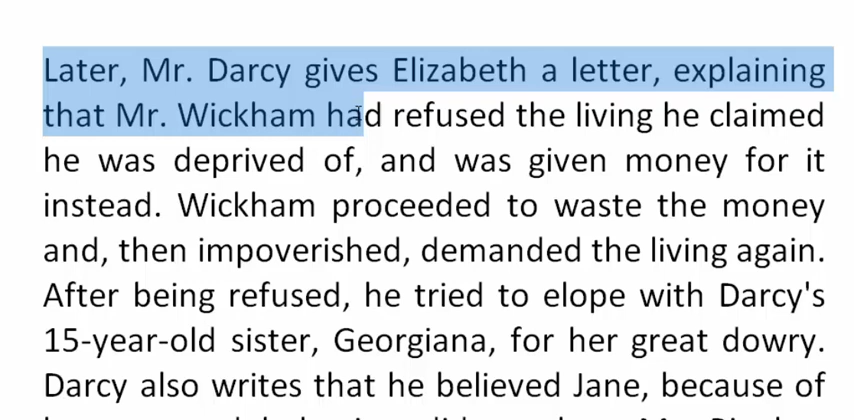 Later, Mr. Darcy gives Elizabeth a letter, explaining
that Mr. Wickham had refused the living he claimed
he was deprived of, and was given money for it
instead. Wickham proceeded to waste the money
and, then impoverished, demanded the living again.
After being refused, he tried to elope with Darcy's
15-year-old sister, Georgiana, for her great dowry.
Darcy also writes that he believed Jane, because of